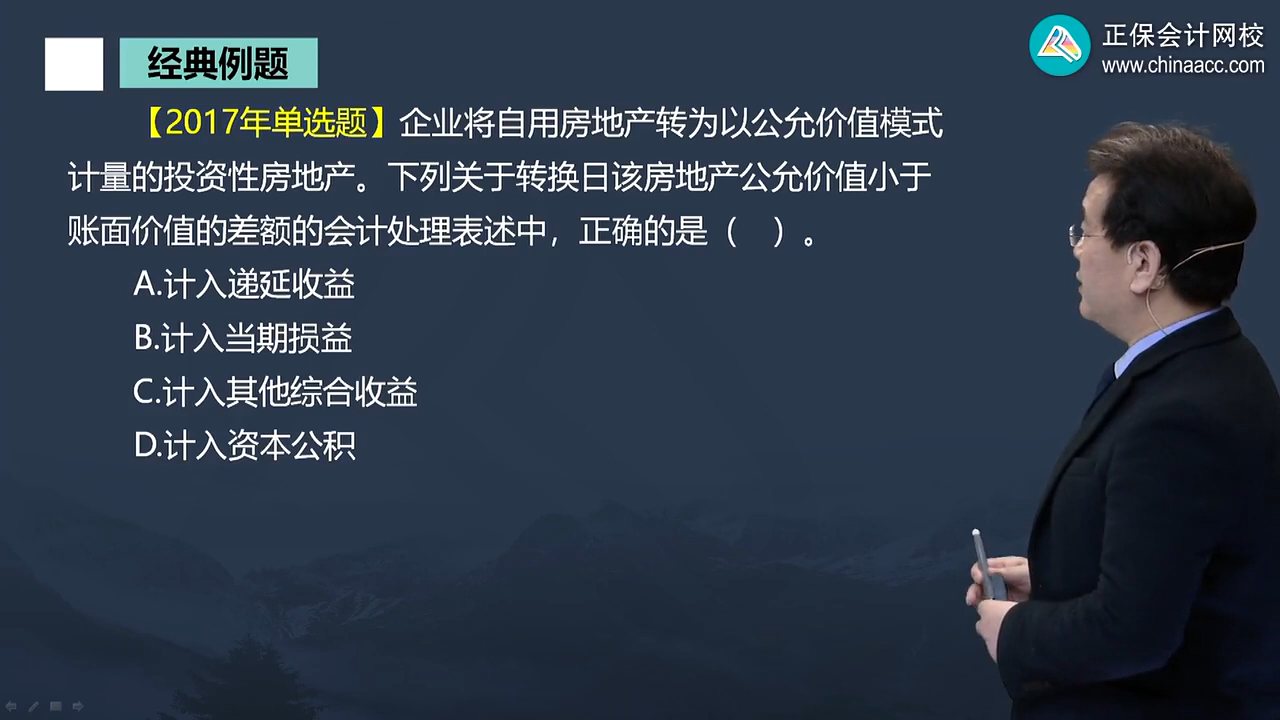 正保会计网校
www.chinaacc.com
经典例题
【2017年单选题】企业将自用房地产转为以公允价值模式
计量的投资性房地产。下列关于转换日该房地产公允价值小于
账面价值的差额的会计处理表述中，正确的是（　）。
A.计入递延收益
B.计入当期损益
C.计入其他综合收益
D.计入资本公积